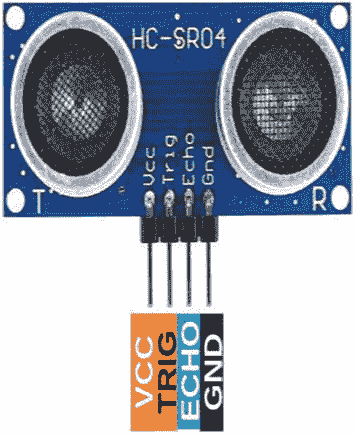 HC-SR04
Vcc
Trig
Echo
Gnd
T
R
VCC
TRIG
ECHO
GND